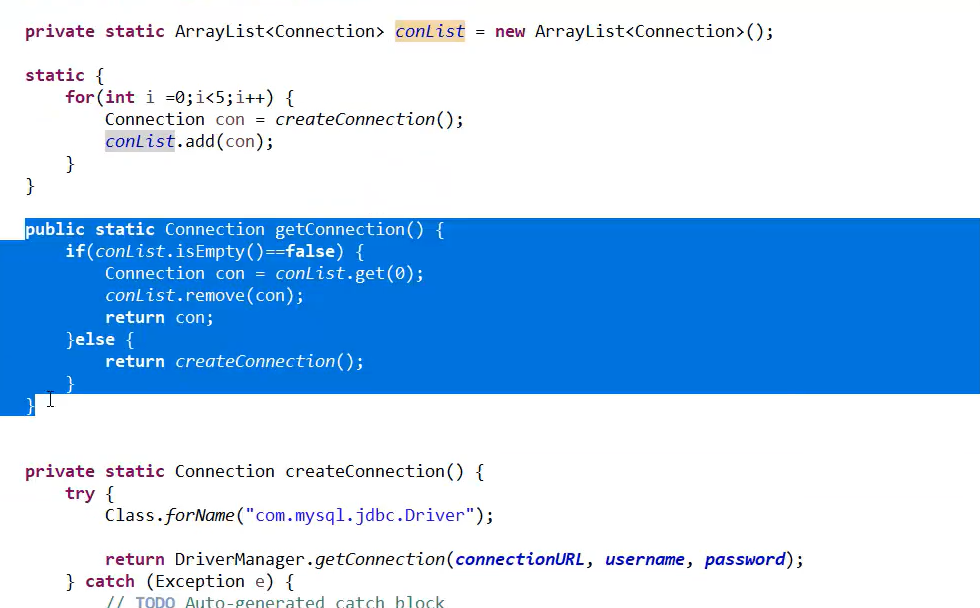 private static ArrayList<Connection> conList = new ArrayList<Connection>();
static {
for(int i =0;i<5;i++) {
Connection con = createConnection();
conList.add(con);
}
}
public static Connection getConnection() {
if(conList.isEmpty()==false) {
Connection con = conList.get(0);
conList.remove(con);
return con;
}else {
return createConnection();
}
}
private static Connection createConnection() {
try {
Class.forName("com.mysql.jdbc.Driver");
return DriverManager.getConnection(connectionURL, username, password);
} catch (Exception e) {
// TODO Auto-generated catch block